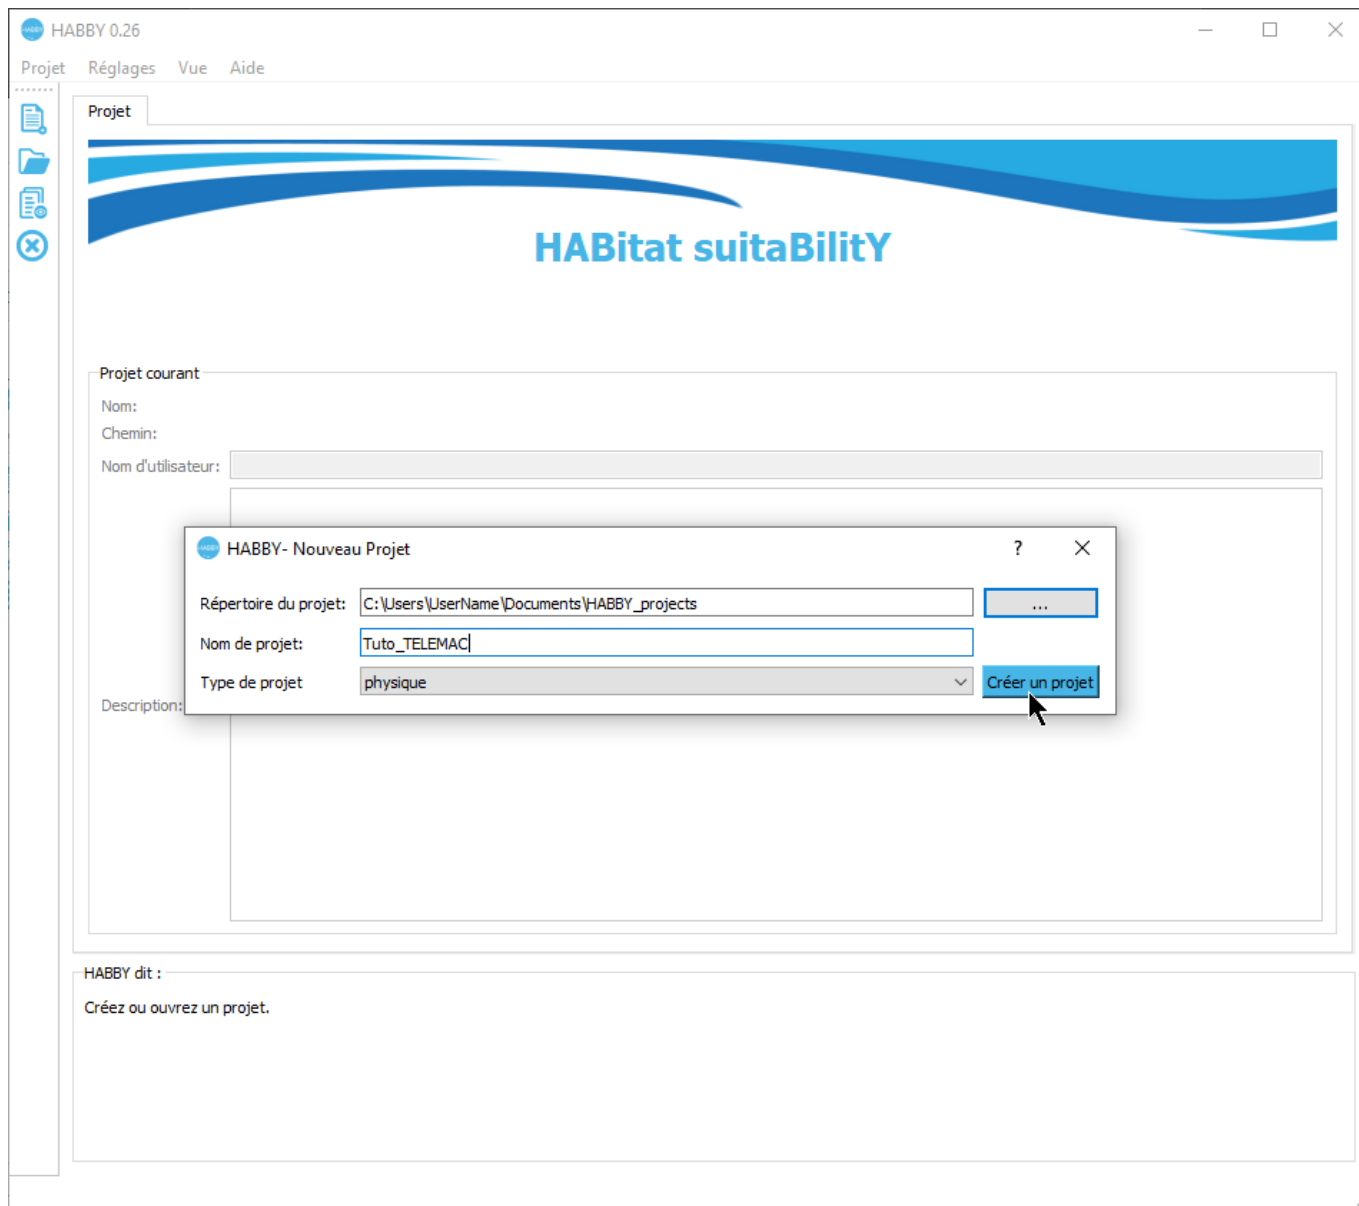 HABBY 0.26
Projet Réglages Vue Aide
Projet
HABitat suitaBilitY
Projet courant
Nom:
Chemin:
Nom d'utilisateur:
HABBY- Nouveau Projet
?
Répertoire du projet: C:\Users\UserName\Documents\HABBY_projects ...
Nom de projet: Tuto_TELEMAC
Type de projet physique Créer un projet
Description:
HABBY dit :
Créez ou ouvrez un projet.